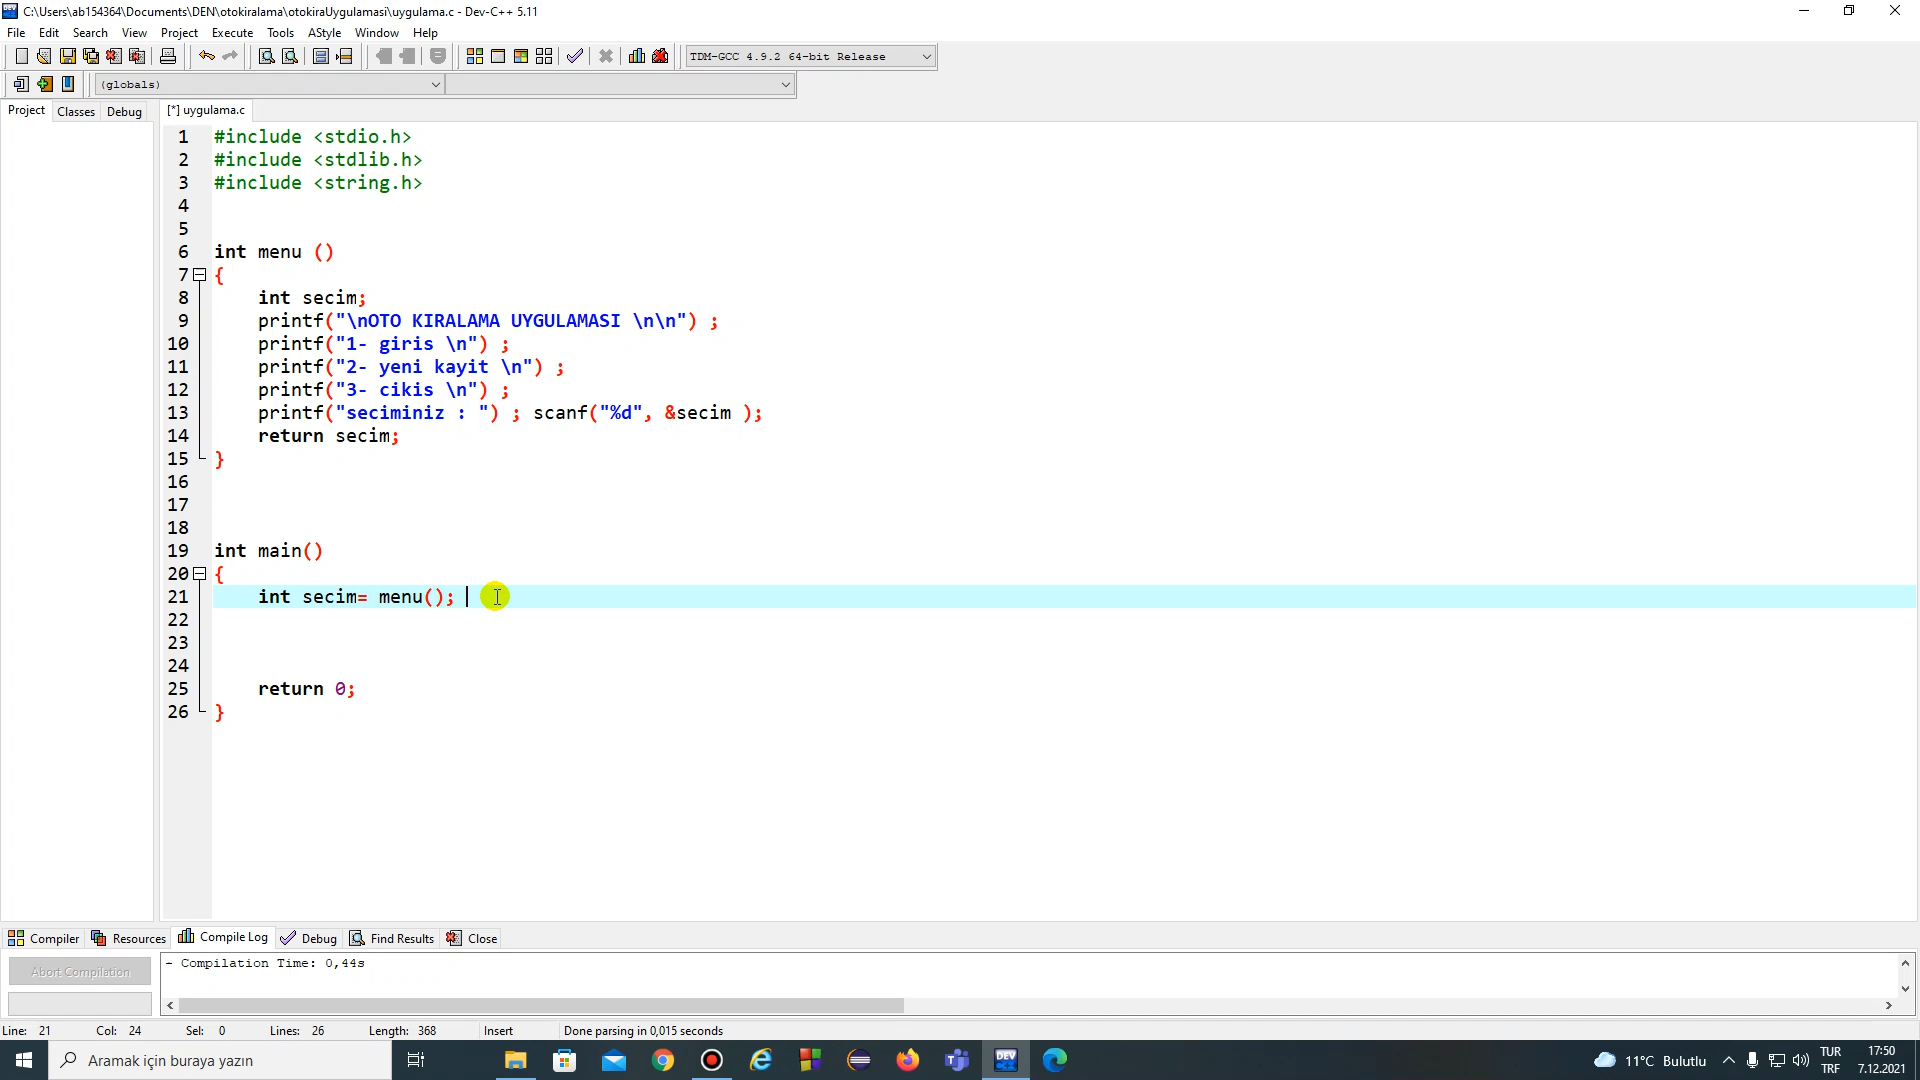 C:\Users\ab154364\Documents\DEN\otokiralama\otokiraUygulamasi\uygulama.c - Dev-C++ 5.11
File Edit Search View Project Execute Tools AStyle Window Help
TDM-GCC 4.9.2 64-bit Release
(globals)
Project Classes Debug [*] uygulama.c
1 #include <stdio.h>
2 #include <stdlib.h>
3 #include <string.h>
4
5
6 int menu ()
7 {
8 int secim;
9 printf("\nOTO KIRALAMA UYGULAMASI \n\n") ;
10 printf("1- giris \n") ;
11 printf("2- yeni kayit \n") ;
12 printf("3- cikis \n") ;
13 printf("seciminiz : ") ; scanf("%d", &secim );
14 return secim;
15 }
16
17
18
19 int main()
20 {
21 int secim= menu();
22
23
24
25 return 0;
26 }
Compiler Resources Compile Log Debug Find Results Close
Abort Compilation
- Compilation Time: 0,44s
Line: 21 Col: 24 Sel: 0 Lines: 26 Length: 368 Insert Done parsing in 0,015 seconds
Aramak için buraya yazın
DEV
11°C Bulutlu
TUR
TRF
17:50
7.12.2021